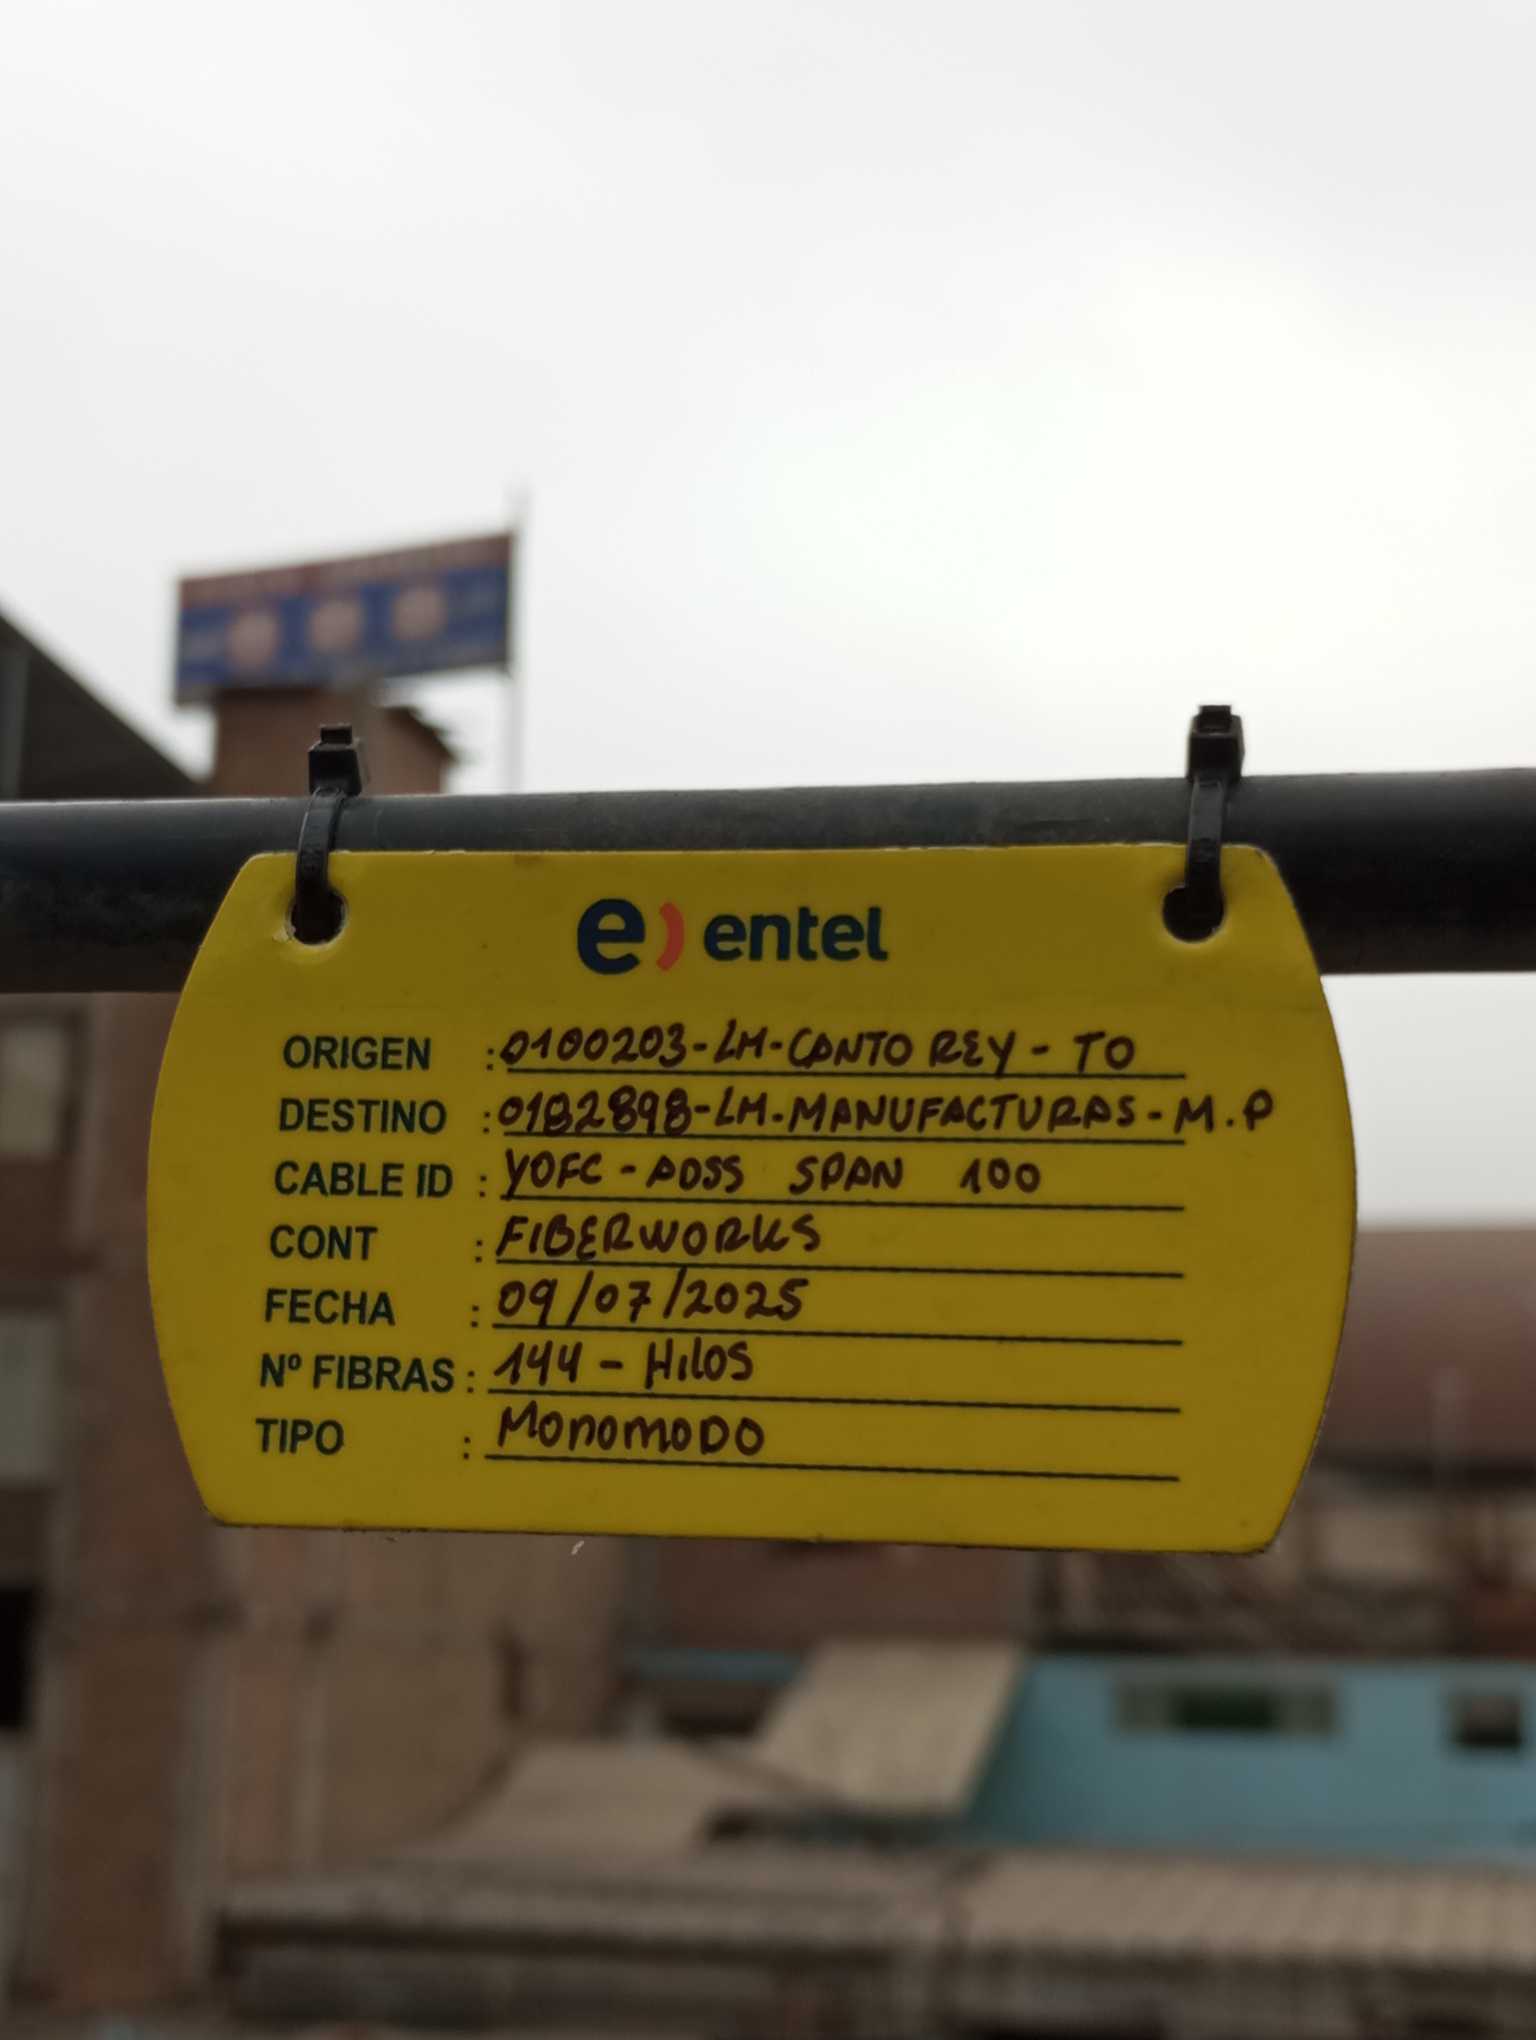 e) entel
ORIGEN : 0100203-LM-CANTO REY - TO
DESTINO : 0182898-LM-MANUFACTURAS-M.P
CABLE ID : YOFC - ADSS SPAN 100
CONT : FIBERWORKS
FECHA : 09/07/2025
Nº FIBRAS : 144 - HilOS
TIPO : MONOMODO